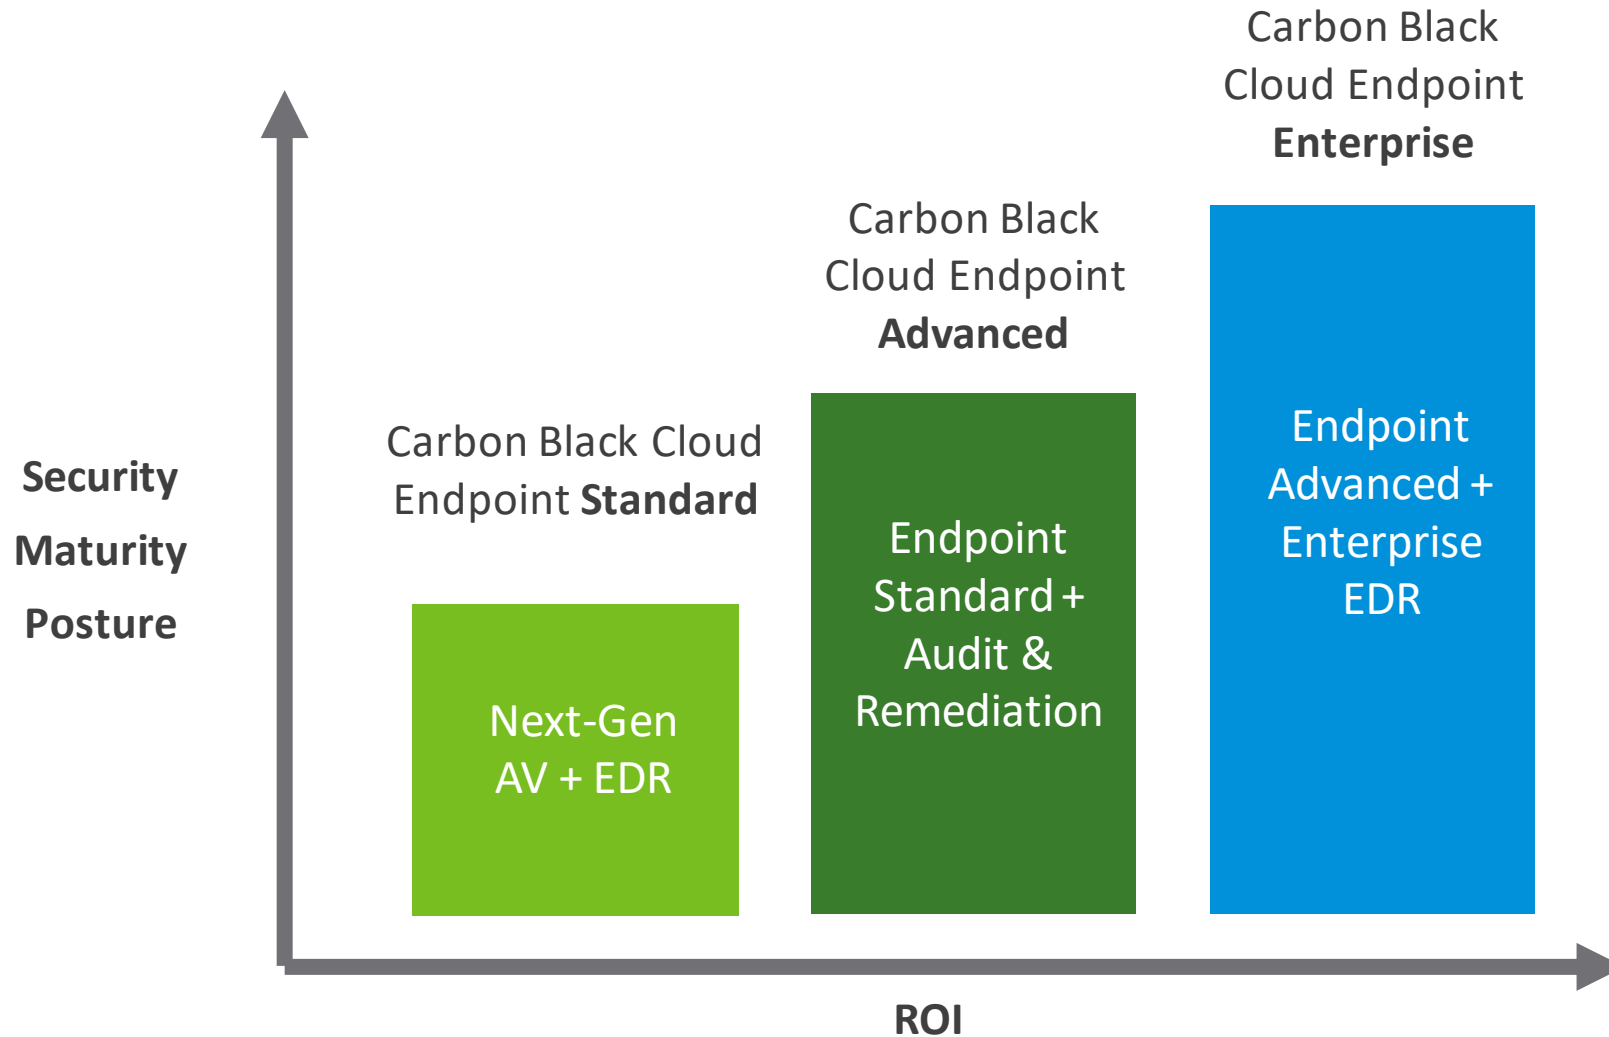 Carbon Black
Cloud Endpoint
Enterprise
Carbon Black
Cloud Endpoint
Advanced
Carbon Black Cloud
Endpoint Standard
Security
Maturity
Posture
Next-Gen
AV + EDR
Endpoint
Standard +
Audit &
Remediation
Endpoint
Advanced +
Enterprise
EDR
ROI